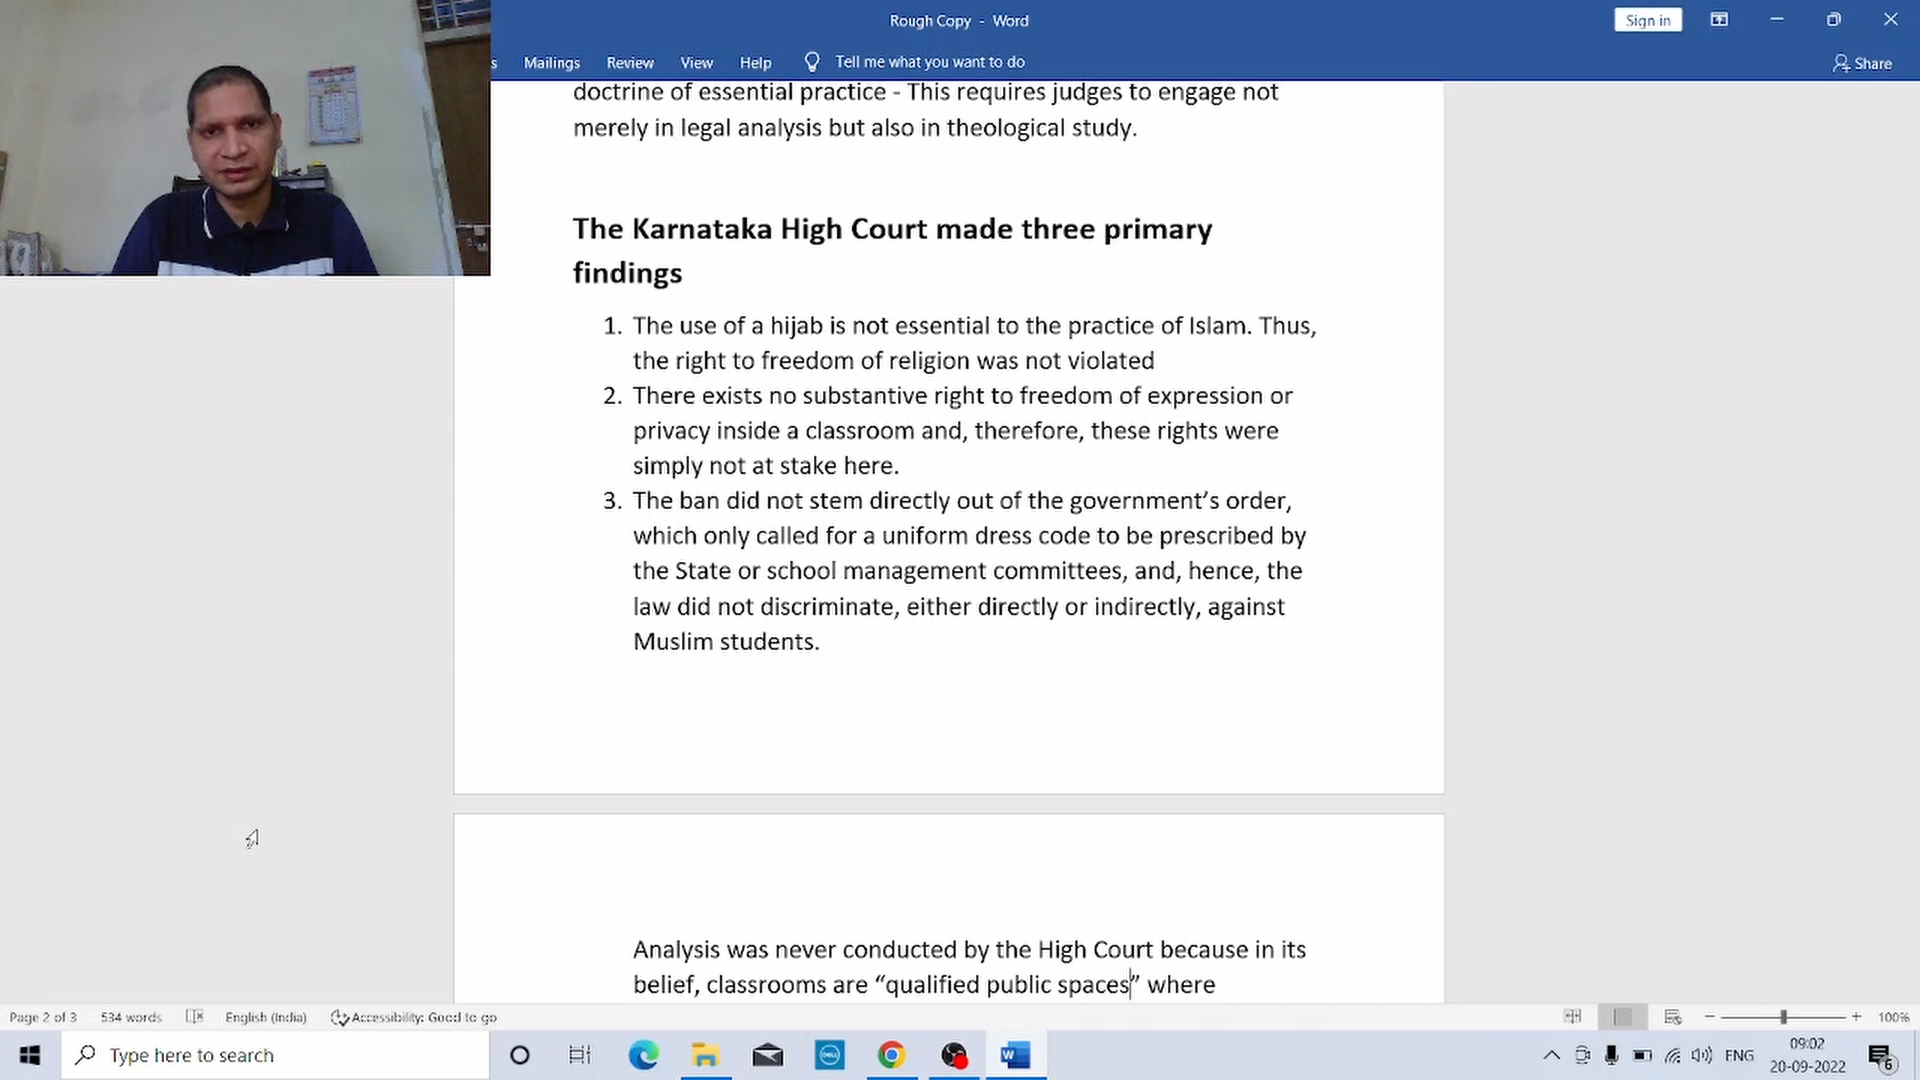 Rough Copy - Word
Sign in
s Mailings Review View Help Tell me what you want to do
Share
doctrine of essential practice - This requires judges to engage not
merely in legal analysis but also in theological study.
The Karnataka High Court made three primary
findings
1. The use of a hijab is not essential to the practice of Islam. Thus,
the right to freedom of religion was not violated
2. There exists no substantive right to freedom of expression or
privacy inside a classroom and, therefore, these rights were
simply not at stake here.
3. The ban did not stem directly out of the government’s order,
which only called for a uniform dress code to be prescribed by
the State or school management committees, and, hence, the
law did not discriminate, either directly or indirectly, against
Muslim students.
Analysis was never conducted by the High Court because in its
belief, classrooms are “qualified public spaces” where
Page 2 of 3 534 words English (India) Accessibility: Good to go 100%
Type here to search
DELL
ENG
09:02
20-09-2022
6